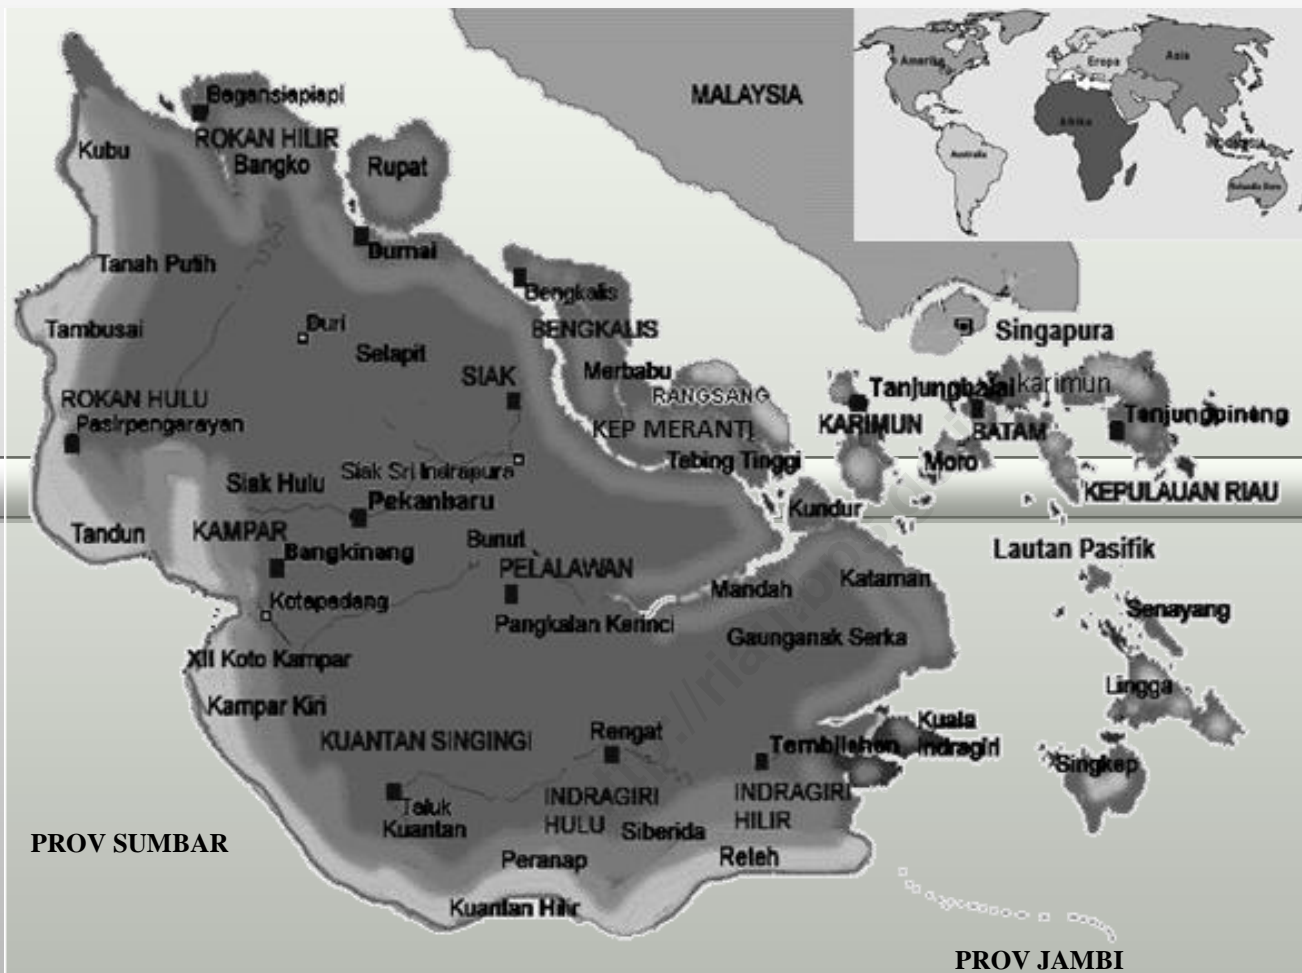 MALAYSIA
Amerika
Eropa
Asia
Afrika
Australia
INDONESIA
Bagansiapiapi
ROKAN HILIR
Bangko
Kubu
Rupat
Dumai
Tanah Putih
Bengkalis
BENGKALIS
Tambusai
Duri
Selapit
Singapura
Merbabu
SIAK
RANGSANG
Tanjungbalai
karimun
ROKAN HULU
Pasirpengarayan
KEP MERANTI
KARIMUN
BATAM
Tanjungpinang
Tebing Tinggi
Moro
Siak Sri Indrapura
Siak Hulu
Pekanbaru
Kundur
KEPULAUAN RIAU
Tandun
KAMPAR
Bangkinang
Bunut
PELALAWAN
Lautan Pasifik
Mandah
Kataman
Kotapadang
Pangkalan Kerinci
Senayang
Gaunganak Serka
XII Koto Kampar
Lingga
Kampar Kiri
KUANTAN SINGINGI
Rengat
Kuala
Indragiri
Tembilahan
Singkep
Taluk
Kuantan
INDRAGIRI
HULU
Siberida
INDRAGIRI
HILIR
PROV SUMBAR
Peranap
Reteh
Kuantan Hilir
PROV JAMBI